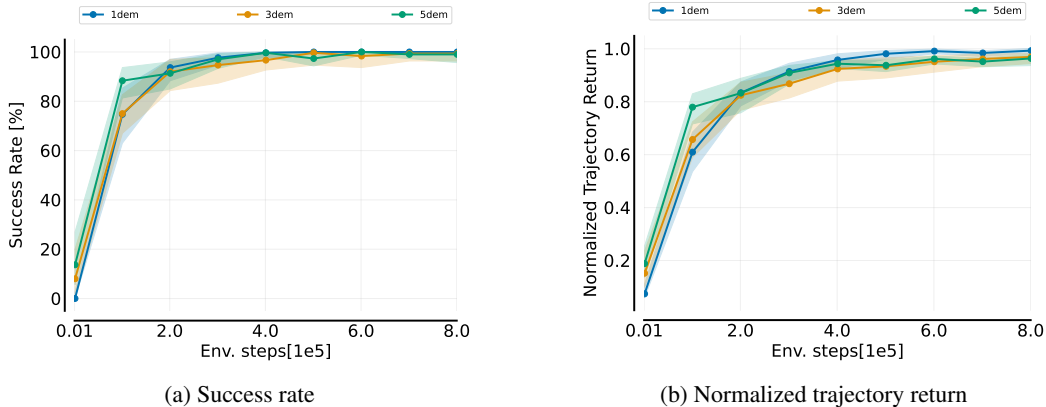 1dem 3dem 5dem
Success Rate [%]
100
80
60
40
20
0
0.01 2.0 4.0 6.0 8.0
Env. steps[1e5]
(a) Success rate
1dem 3dem 5dem
Normalized Trajectory Return
1.0
0.8
0.6
0.4
0.2
0.01 2.0 4.0 6.0 8.0
Env. steps[1e5]
(b) Normalized trajectory return